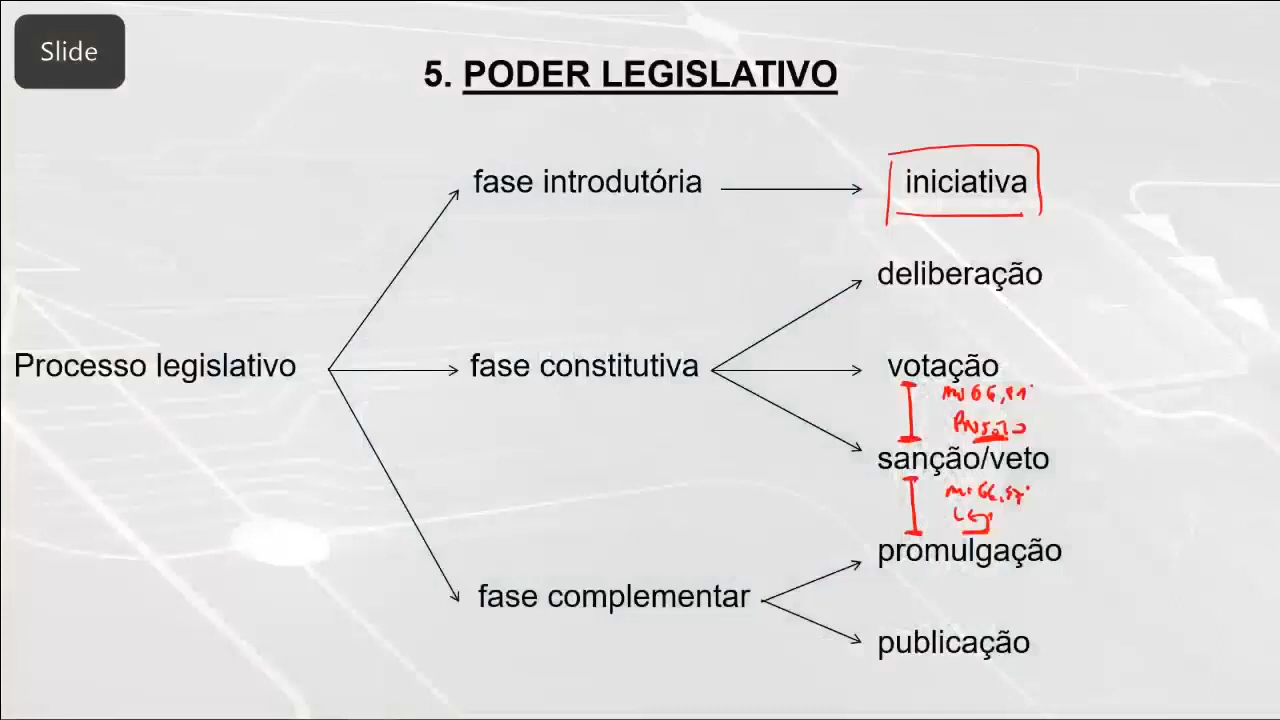 Slide
5. PODER LEGISLATIVO
fase introdutória
iniciativa
deliberação
Processo legislativo
fase constitutiva
votação
sanção/veto
promulgação
fase complementar
publicação